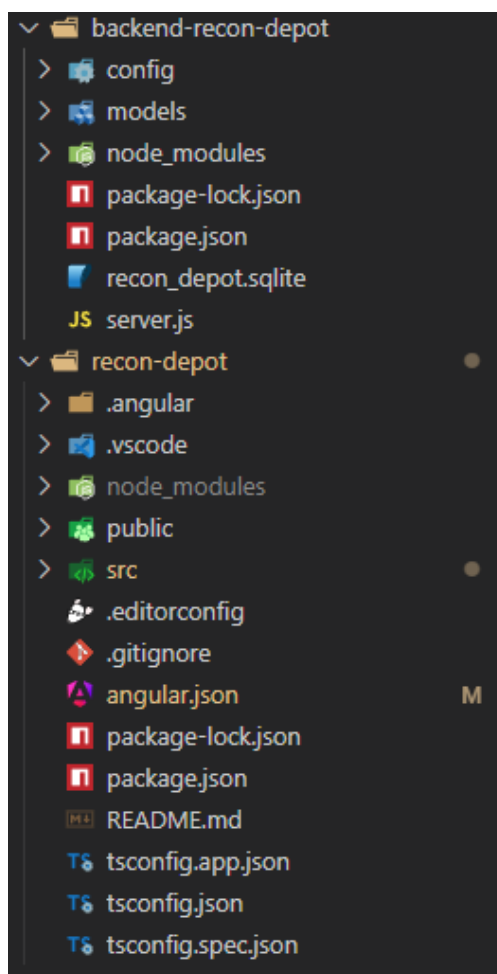 backend-recon-depot
config
models
node_modules
package-lock.json
package.json
recon_depot.sqlite
JS server.js
recon-depot
.angular
.vscode
node_modules
public
src
.editorconfig
.gitignore
angular.json M
package-lock.json
package.json
README.md
TS tsconfig.app.json
TS tsconfig.json
TS tsconfig.spec.json